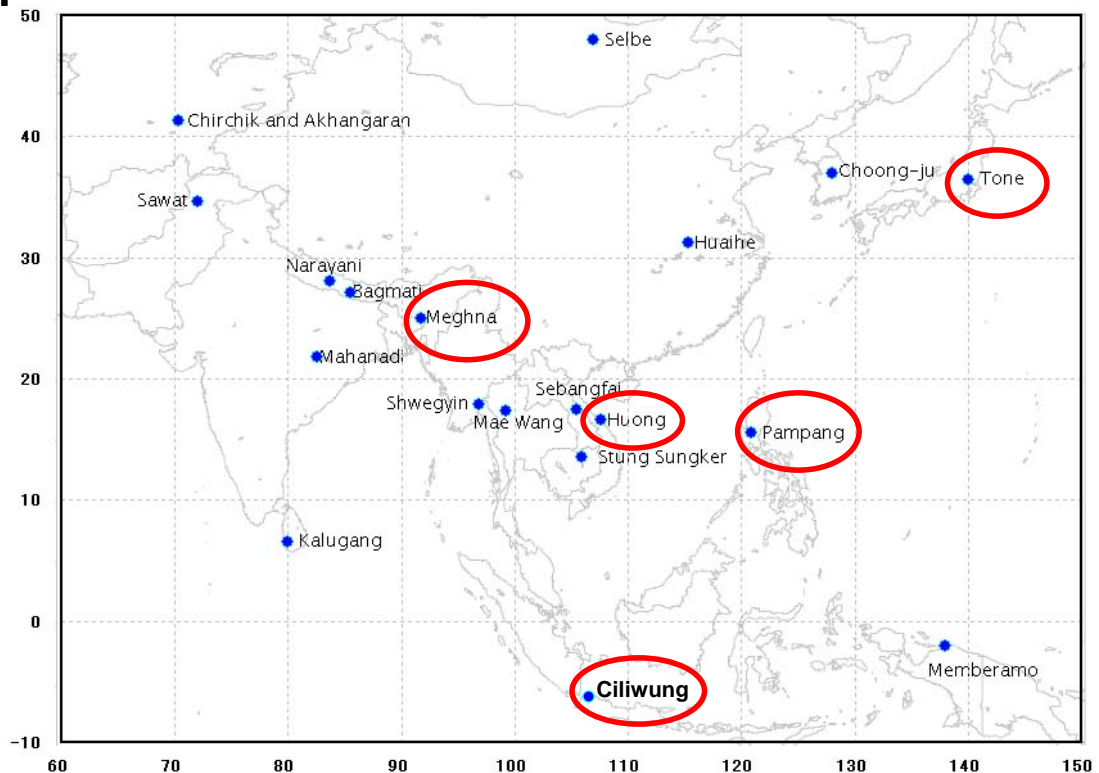 50
Selbe
40
Chirchik and Akhangaran
Choong-ju
Tone
Sawat
Huaihe
30
Narayani
Bagmati
Meghna
Mahanadi
20
Sebangfai
Shwegyin
Mae Wang
Huong
Pampang
Stung Sungker
10
Kalugang
0
Memberamo
Ciliwung
-10
60 70 80 90 100 110 120 130 140 150